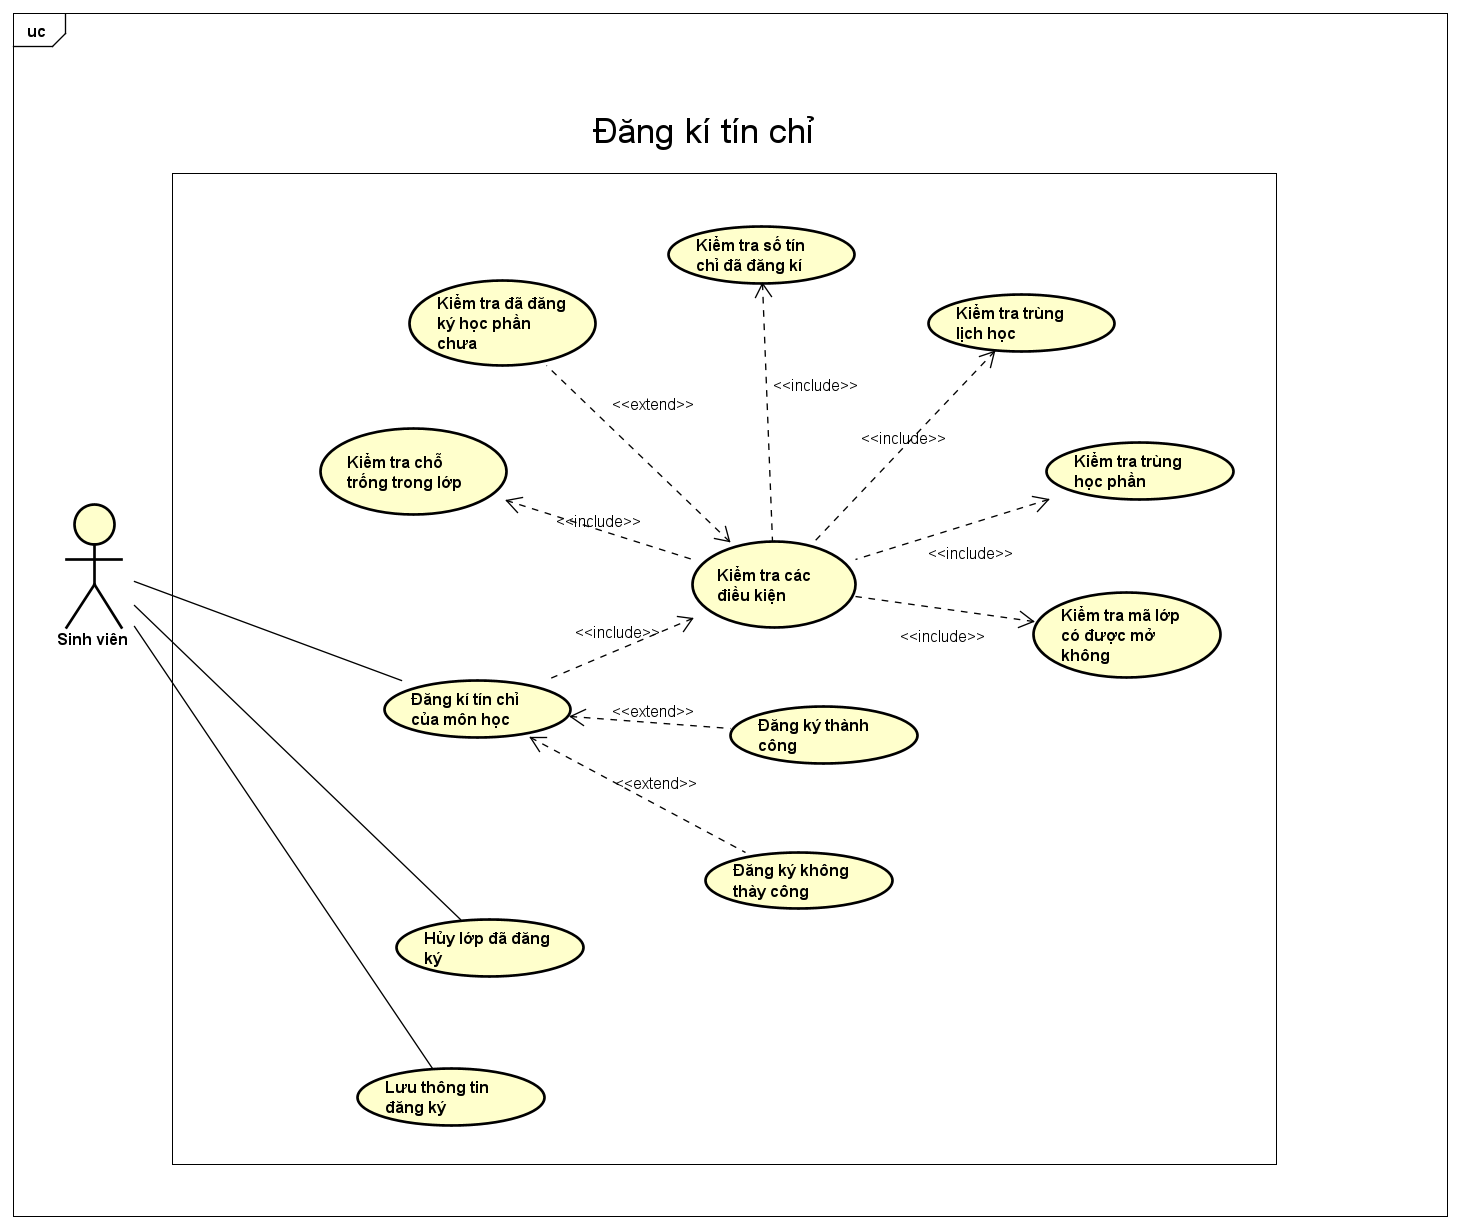 uc
Đăng kí tín chỉ
Kiểm tra số tín
chỉ đã đăng kí
Kiểm tra đã đăng
ký học phần
chưa
Kiểm tra trùng
lịch học
<<include>>
<<extend>>
<<include>>
Kiểm tra chỗ
trống trong lớp
Kiểm tra trùng
học phần
<<include>>
<<include>>
Kiểm tra các
điều kiện
Kiểm tra mã lớp
có được mở
không
<<include>>
<<include>>
Sinh viên
Đăng kí tín chỉ
của môn học
<<extend>>
Đăng ký thành
công
<<extend>>
Đăng ký không
thày công
Hủy lớp đã đăng
ký
Lưu thông tin
đăng ký